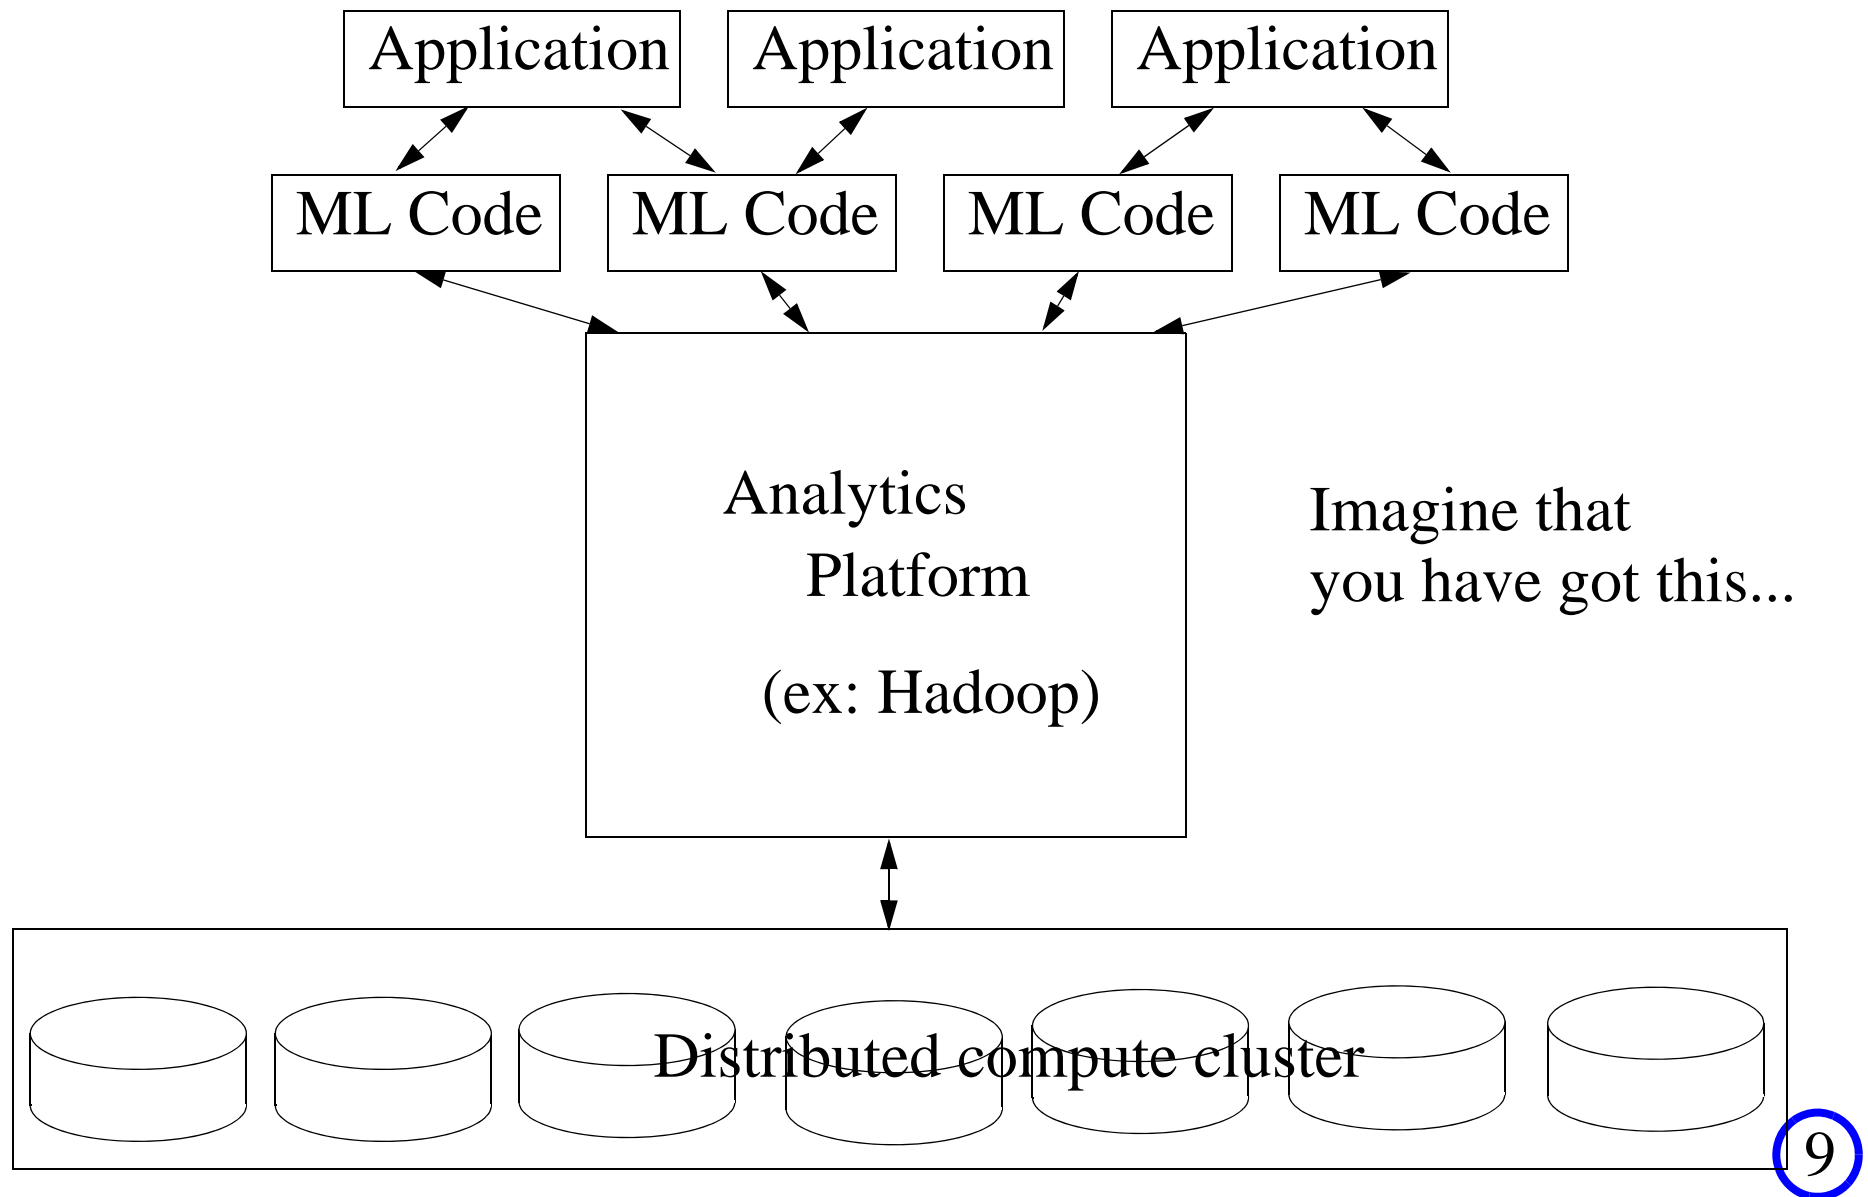 Application
Application
Application
ML Code
ML Code
ML Code
ML Code
Analytics
Platform
(ex: Hadoop)
Imagine that
you have got this...
Distributed compute cluster
9